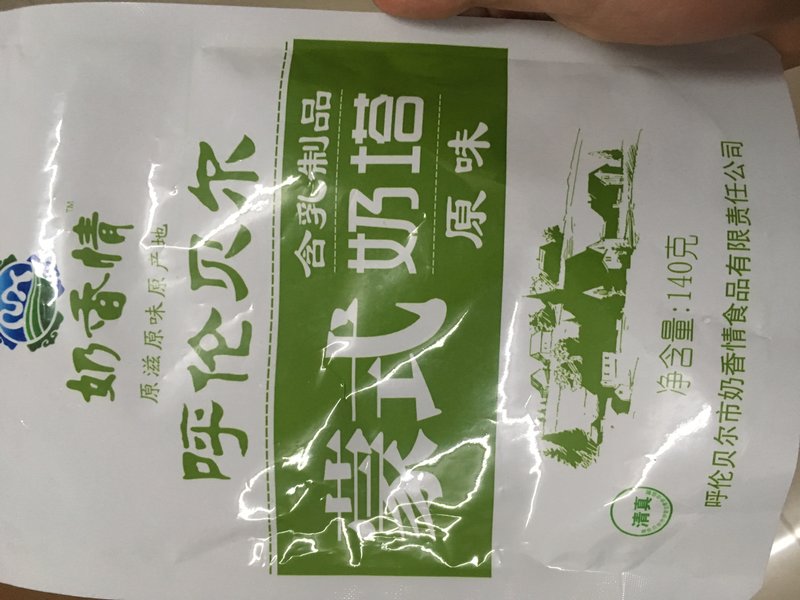 奶香情
TM
原滋原味原产地
呼伦贝尔
含乳制品
蒙式
奶塔
原味
净含量:140克
清真
呼伦贝尔市奶香情食品有限责任公司